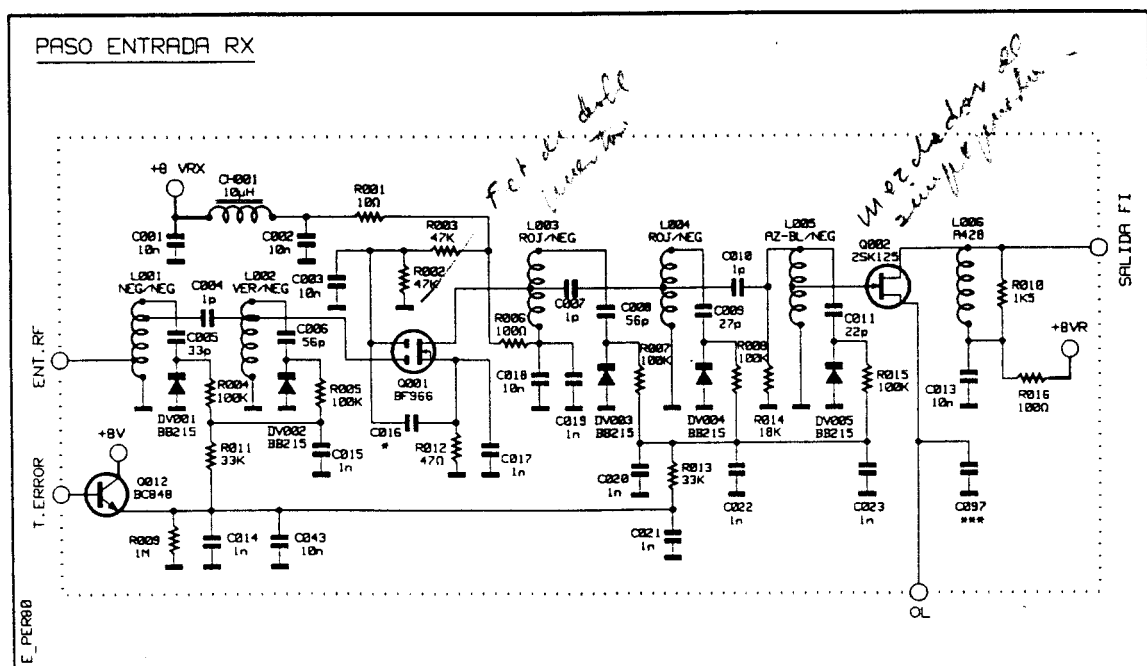 PASO ENTRADA RX
+8 VRX
CH001
10µH
R001
10Ω
C001
10n
C002
10n
R003
47K
C003
10n
R002
47K
L001
NEG/NEG
C004
1p
L002
VER/NEG
C005
33p
C006
56p
ENT.RF
R004
100K
R005
100K
DV001
BB215
DV002
BB215
Q001
BF966
R006
100Ω
L003
ROJ/NEG
C007
1p
C008
56p
L004
ROJ/NEG
C010
1p
C009
27p
L005
AZ-BL/NEG
Q002
2SK125
C011
22p
L006
A428
R010
1K5
SALIDA FI
+8VR
R016
100Ω
C013
10n
R007
100K
R008
100K
R015
100K
C018
10n
C019
1n
DV003
BB215
DV004
BB215
R014
18K
DV005
BB215
+8V
R011
33K
C015
1n
C016
*
R012
47Ω
C017
1n
C020
1n
R013
33K
C022
1n
C023
1n
C097
***
T.ERROR
Q012
BC848
R009
1M
C014
1n
C043
10n
C021
1n
OL
E_PER80